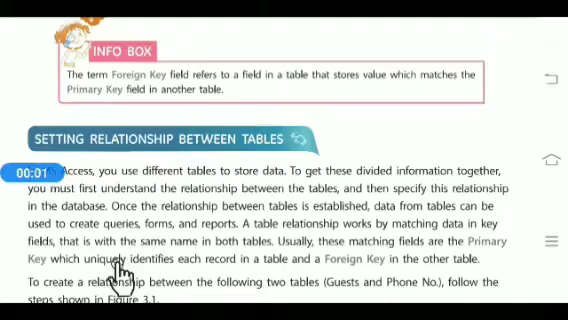 INFO BOX
The term Foreign Key field refers to a field in a table that stores value which matches the
Primary Key field in another table.
SETTING RELATIONSHIP BETWEEN TABLES
00:01 Access, you use different tables to store data. To get these divided information together,
you must first understand the relationship between the tables, and then specify this relationship
in the database. Once the relationship between tables is established, data from tables can be
used to create queries, forms, and reports. A table relationship works by matching data in key
fields, that is with the same name in both tables. Usually, these matching fields are the Primary
Key which uniquely identifies each record in a table and a Foreign Key in the other table.
To create a relationship between the following two tables (Guests and Phone No.), follow the
steps shown in Figure 3.1.